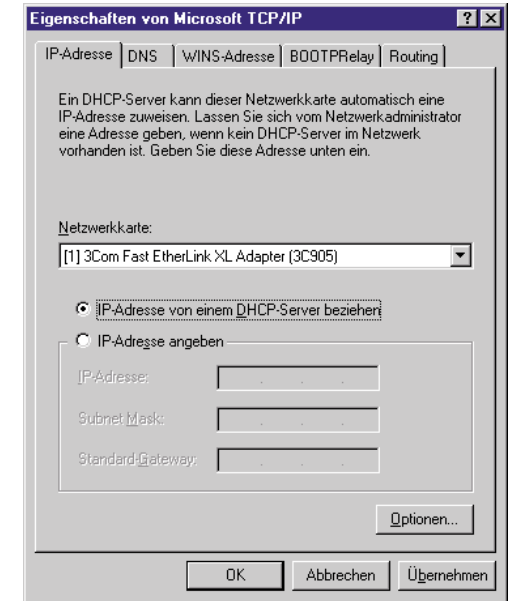 Eigenschaften von Microsoft TCP/IP
IP-Adresse DNS WINS-Adresse BOOTPRelay Routing
Ein DHCP-Server kann dieser Netzwerkkarte automatisch eine
IP-Adresse zuweisen. Lassen Sie sich vom Netzwerkadministrator
eine Adresse geben, wenn kein DHCP-Server im Netzwerk
vorhanden ist. Geben Sie diese Adresse unten ein.
Netzwerkkarte:
[1] 3Com Fast EtherLink XL Adapter (3C905)
IP-Adresse von einem DHCP-Server beziehen
IP-Adresse angeben
IP-Adresse:
Subnet Mask:
Standard-Gateway:
Optionen...
OK Abbrechen Übernehmen